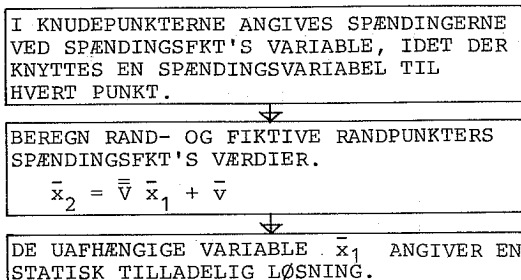 I KNUDEPUNKTERNE ANGIVES SPÆNDINGERNE
VED SPÆNDINGSFKT'S VARIABLE, IDET DER
KNYTTES EN SPÆNDINGSVARIABEL TIL
HVERT PUNKT.
BEREGN RAND- OG FIKTIVE RANDPUNKTERS
SPÆNDINGSFKT'S VÆRDIER.
x̄₂ = V̿ x̄₁ + v̄
DE UAFHÆNGIGE VARIABLE x̄₁ ANGIVER EN
STATISK TILLADELIG LØSNING.